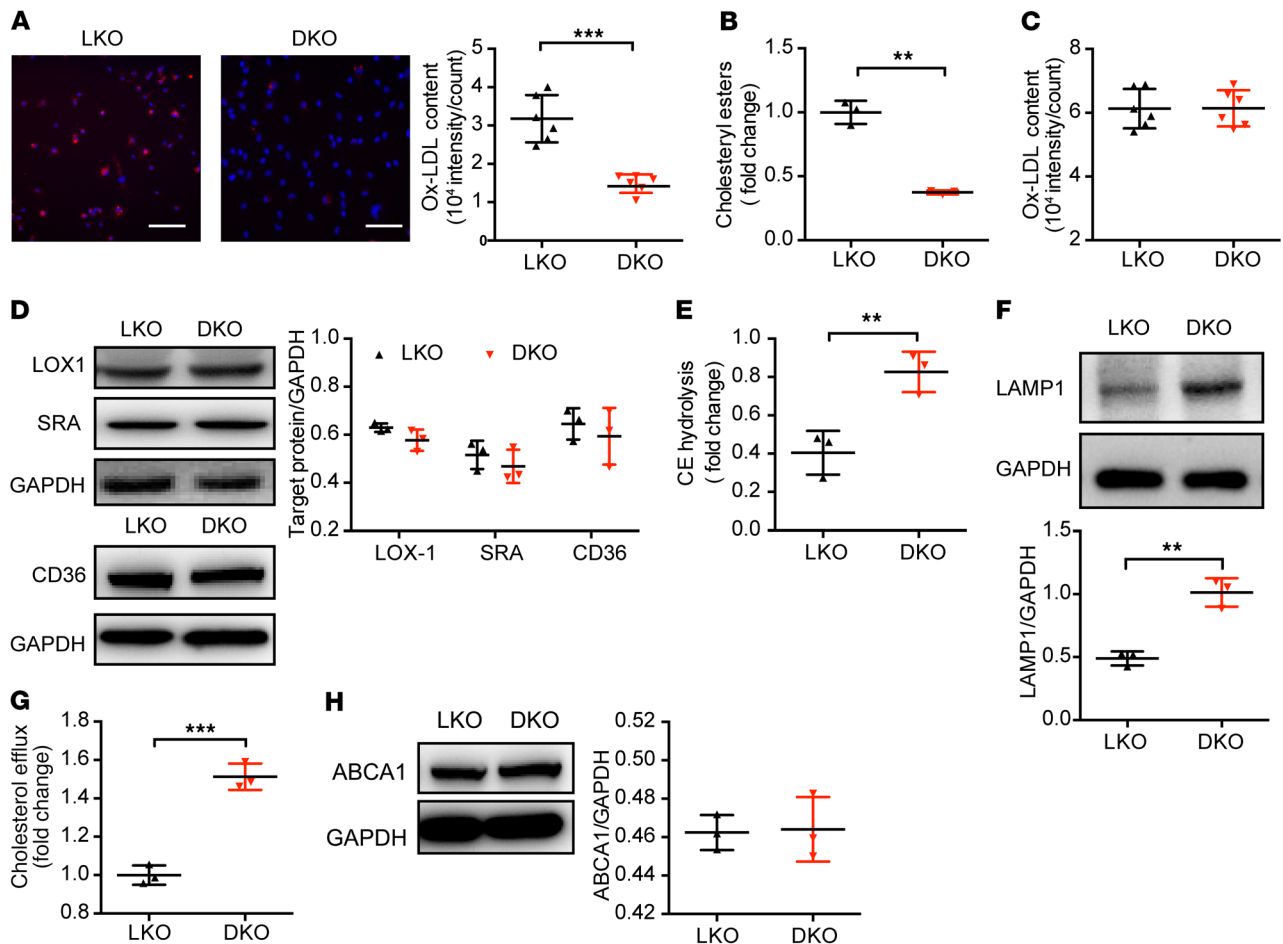 A
LKO
DKO
Ox-LDL content
(10⁴ intensity/count)
5
4
3
2
1
0
***
LKO
DKO
B
Cholesteryl esters
( fold change)
1.5
1.0
0.5
0.0
**
LKO
DKO
C
Ox-LDL content
(10⁴ intensity/count)
8
6
4
2
LKO
DKO
D
LKO
DKO
LOX1
SRA
GAPDH
LKO
DKO
CD36
GAPDH
Target protein/GAPDH
1.0
0.8
0.6
0.4
0.2
LKO
DKO
LOX-1
SRA
CD36
E
CE hydrolysis
( fold change)
1.0
0.8
0.6
0.4
0.2
0.0
**
LKO
DKO
F
LKO
DKO
LAMP1
GAPDH
LAMP1/GAPDH
1.5
1.0
0.5
0.0
**
LKO
DKO
G
Cholesterol efflux
(fold change)
1.8
1.6
1.4
1.2
1.0
0.8
***
LKO
DKO
H
LKO
DKO
ABCA1
GAPDH
ABCA1/GAPDH
0.52
0.50
0.48
0.46
0.44
0.42
LKO
DKO